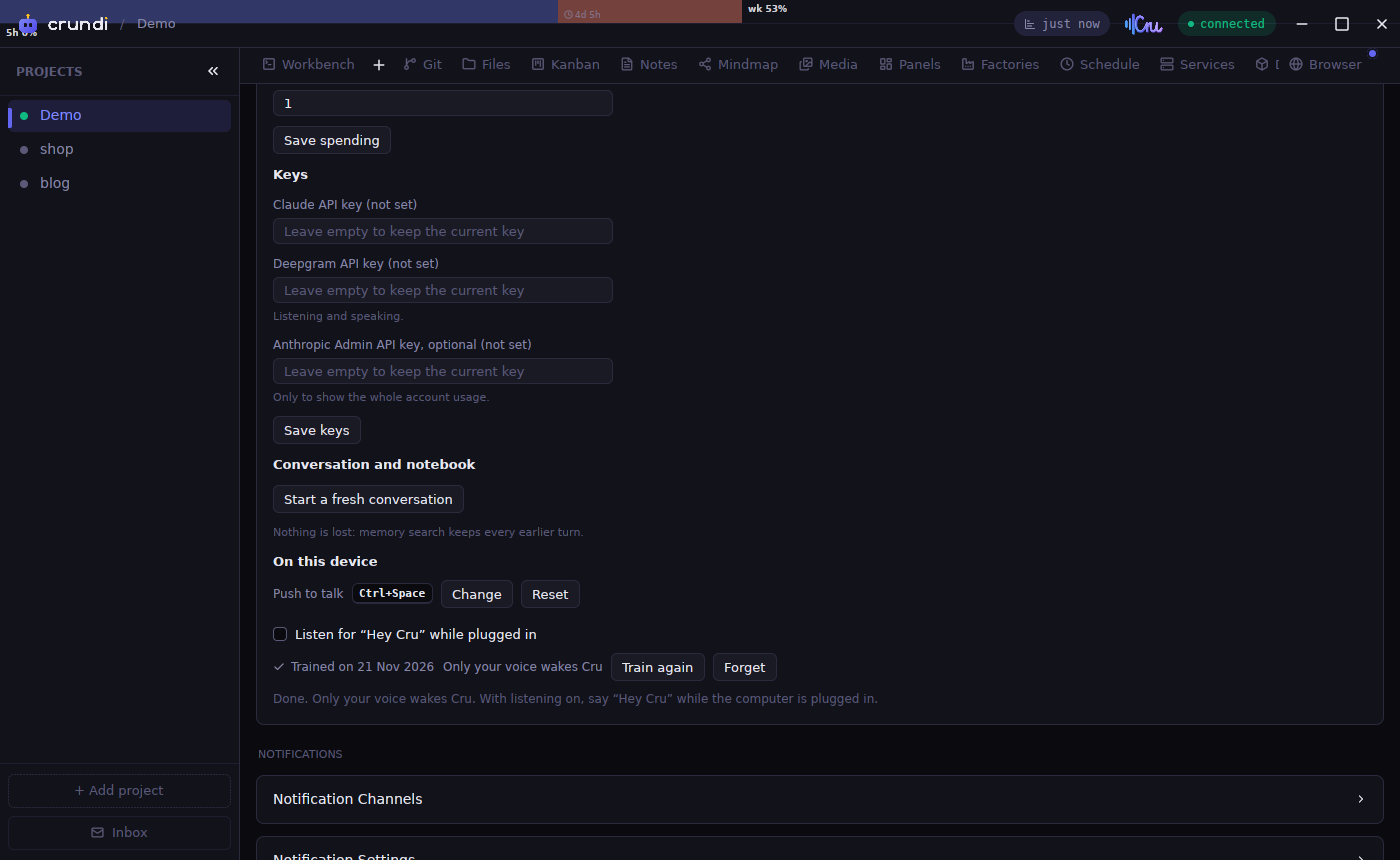 4d 5h
wk 53%
crundi / Demo
just now
Cru
connected
PROJECTS
Workbench
Git
Files
Kanban
Notes
Mindmap
Media
Panels
Factories
Schedule
Services
Browser
Demo
shop
blog
1
Save spending
Keys
Claude API key (not set)
Leave empty to keep the current key
Deepgram API key (not set)
Leave empty to keep the current key
Listening and speaking.
Anthropic Admin API key, optional (not set)
Leave empty to keep the current key
Only to show the whole account usage.
Save keys
Conversation and notebook
Start a fresh conversation
Nothing is lost: memory search keeps every earlier turn.
On this device
Push to talk Ctrl+Space Change Reset
Listen for “Hey Cru” while plugged in
Trained on 21 Nov 2026 Only your voice wakes Cru Train again Forget
Done. Only your voice wakes Cru. With listening on, say “Hey Cru” while the computer is plugged in.
NOTIFICATIONS
Notification Channels
Notification Settings
+ Add project
Inbox